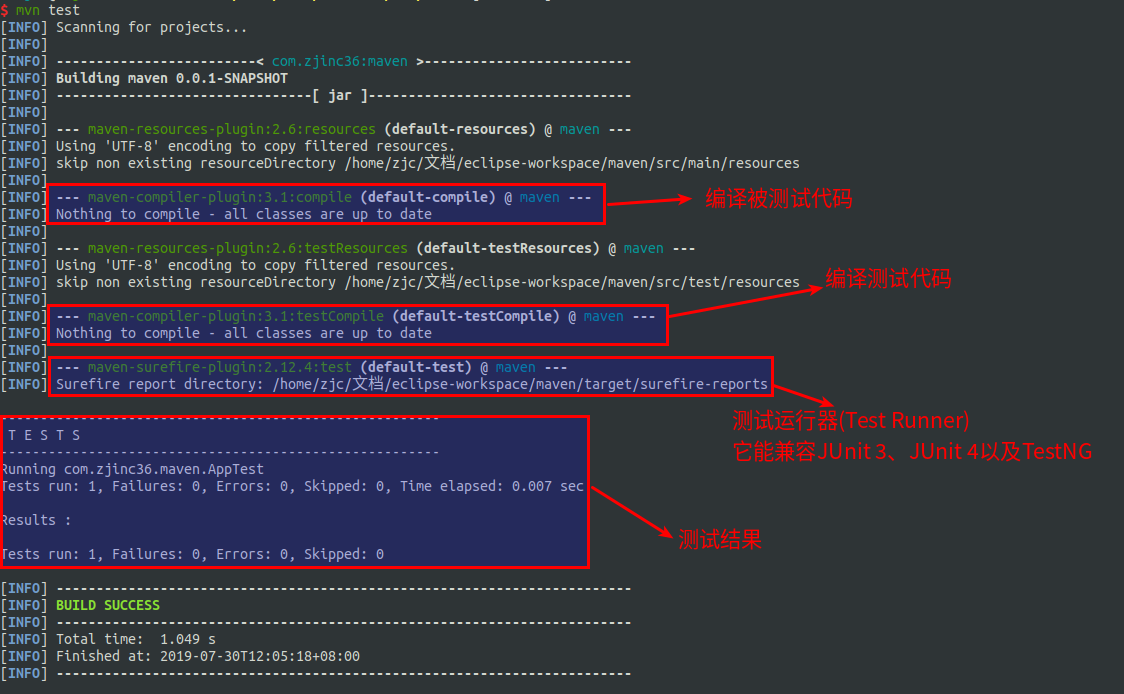 $ mvn test
[INFO] Scanning for projects...
[INFO]
[INFO] -------------------------< com.zjinc36:maven >--------------------------
[INFO] Building maven 0.0.1-SNAPSHOT
[INFO] --------------------------------[ jar ]---------------------------------
[INFO]
[INFO] --- maven-resources-plugin:2.6:resources (default-resources) @ maven ---
[INFO] Using 'UTF-8' encoding to copy filtered resources.
[INFO] skip non existing resourceDirectory /home/zjc/文档/eclipse-workspace/maven/src/main/resources
[INFO]
[INFO] --- maven-compiler-plugin:3.1:compile (default-compile) @ maven ---
编译被测试代码
[INFO] Nothing to compile - all classes are up to date
[INFO]
[INFO] --- maven-resources-plugin:2.6:testResources (default-testResources) @ maven ---
[INFO] Using 'UTF-8' encoding to copy filtered resources.
[INFO] skip non existing resourceDirectory /home/zjc/文档/eclipse-workspace/maven/src/test/resources
编译测试代码
[INFO]
[INFO] --- maven-compiler-plugin:3.1:testCompile (default-testCompile) @ maven ---
[INFO] Nothing to compile - all classes are up to date
[INFO]
[INFO] --- maven-surefire-plugin:2.12.4:test (default-test) @ maven ---
[INFO] Surefire report directory: /home/zjc/文档/eclipse-workspace/maven/target/surefire-reports
测试运行器(Test Runner)
它能兼容JUnit 3、JUnit 4以及TestNG
-------------------------------------------------------
T E S T S
-------------------------------------------------------
Running com.zjinc36.maven.AppTest
Tests run: 1, Failures: 0, Errors: 0, Skipped: 0, Time elapsed: 0.007 sec
Results :
测试结果
Tests run: 1, Failures: 0, Errors: 0, Skipped: 0
[INFO] ------------------------------------------------------------------------
[INFO] BUILD SUCCESS
[INFO] ------------------------------------------------------------------------
[INFO] Total time:  1.049 s
[INFO] Finished at: 2019-07-30T12:05:18+08:00
[INFO] ------------------------------------------------------------------------